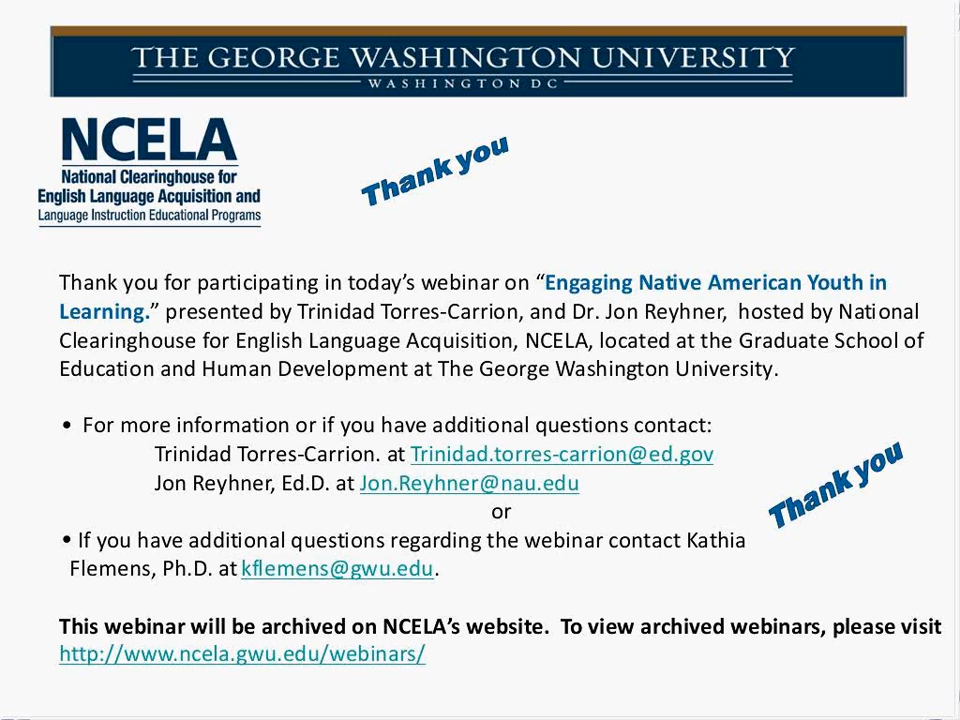 THE GEORGE WASHINGTON UNIVERSITY
WASHINGTON DC
NCELA
National Clearinghouse for
English Language Acquisition and
Language Instruction Educational Programs
Thank you
Thank you for participating in today’s webinar on “Engaging Native American Youth in
Learning.” presented by Trinidad Torres-Carrion, and Dr. Jon Reyhner, hosted by National
Clearinghouse for English Language Acquisition, NCELA, located at the Graduate School of
Education and Human Development at The George Washington University.
• For more information or if you have additional questions contact:
Trinidad Torres-Carrion. at Trinidad.torres-carrion@ed.gov
Jon Reyhner, Ed.D. at Jon.Reyhner@nau.edu
Thank you
or
• If you have additional questions regarding the webinar contact Kathia
Flemens, Ph.D. at kflemens@gwu.edu.
This webinar will be archived on NCELA’s website. To view archived webinars, please visit
http://www.ncela.gwu.edu/webinars/